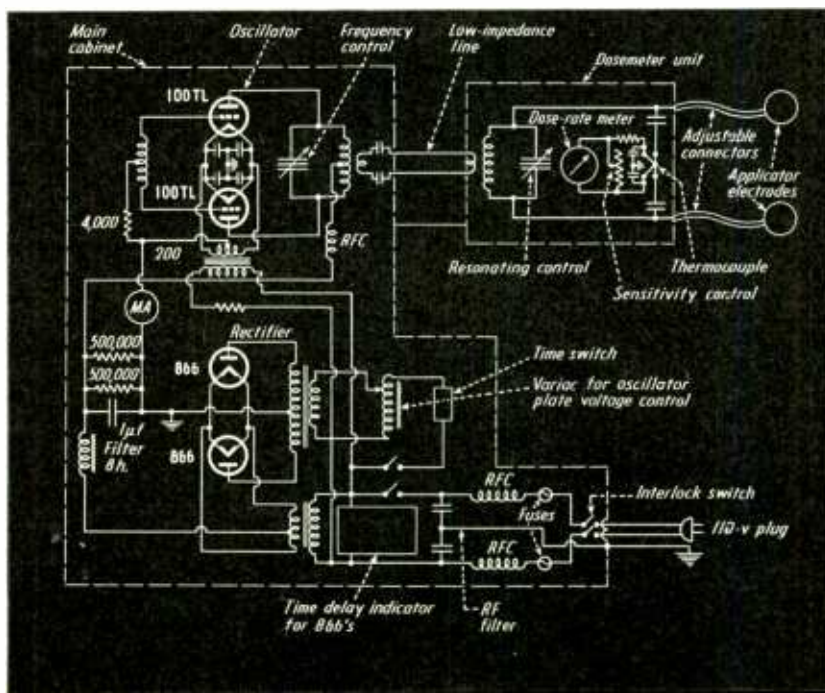 Main
cabinet
Oscillator
Frequency
control
Low-impedance
line
Dosemeter unit
100TL
Dose-rate meter
Adjustable
connectors
Applicator
electrodes
100TL
4,000
200
RFC
Resonating control
Thermocouple
Sensitivity control
MA
500,000
500,000
Rectifier
866
Time switch
Variac for oscillator
plate voltage control
1μf
Filter
8h.
866
RFC
Interlock switch
Fuses
110-v plug
RFC
Time delay indicator
for 866's
RF
filter